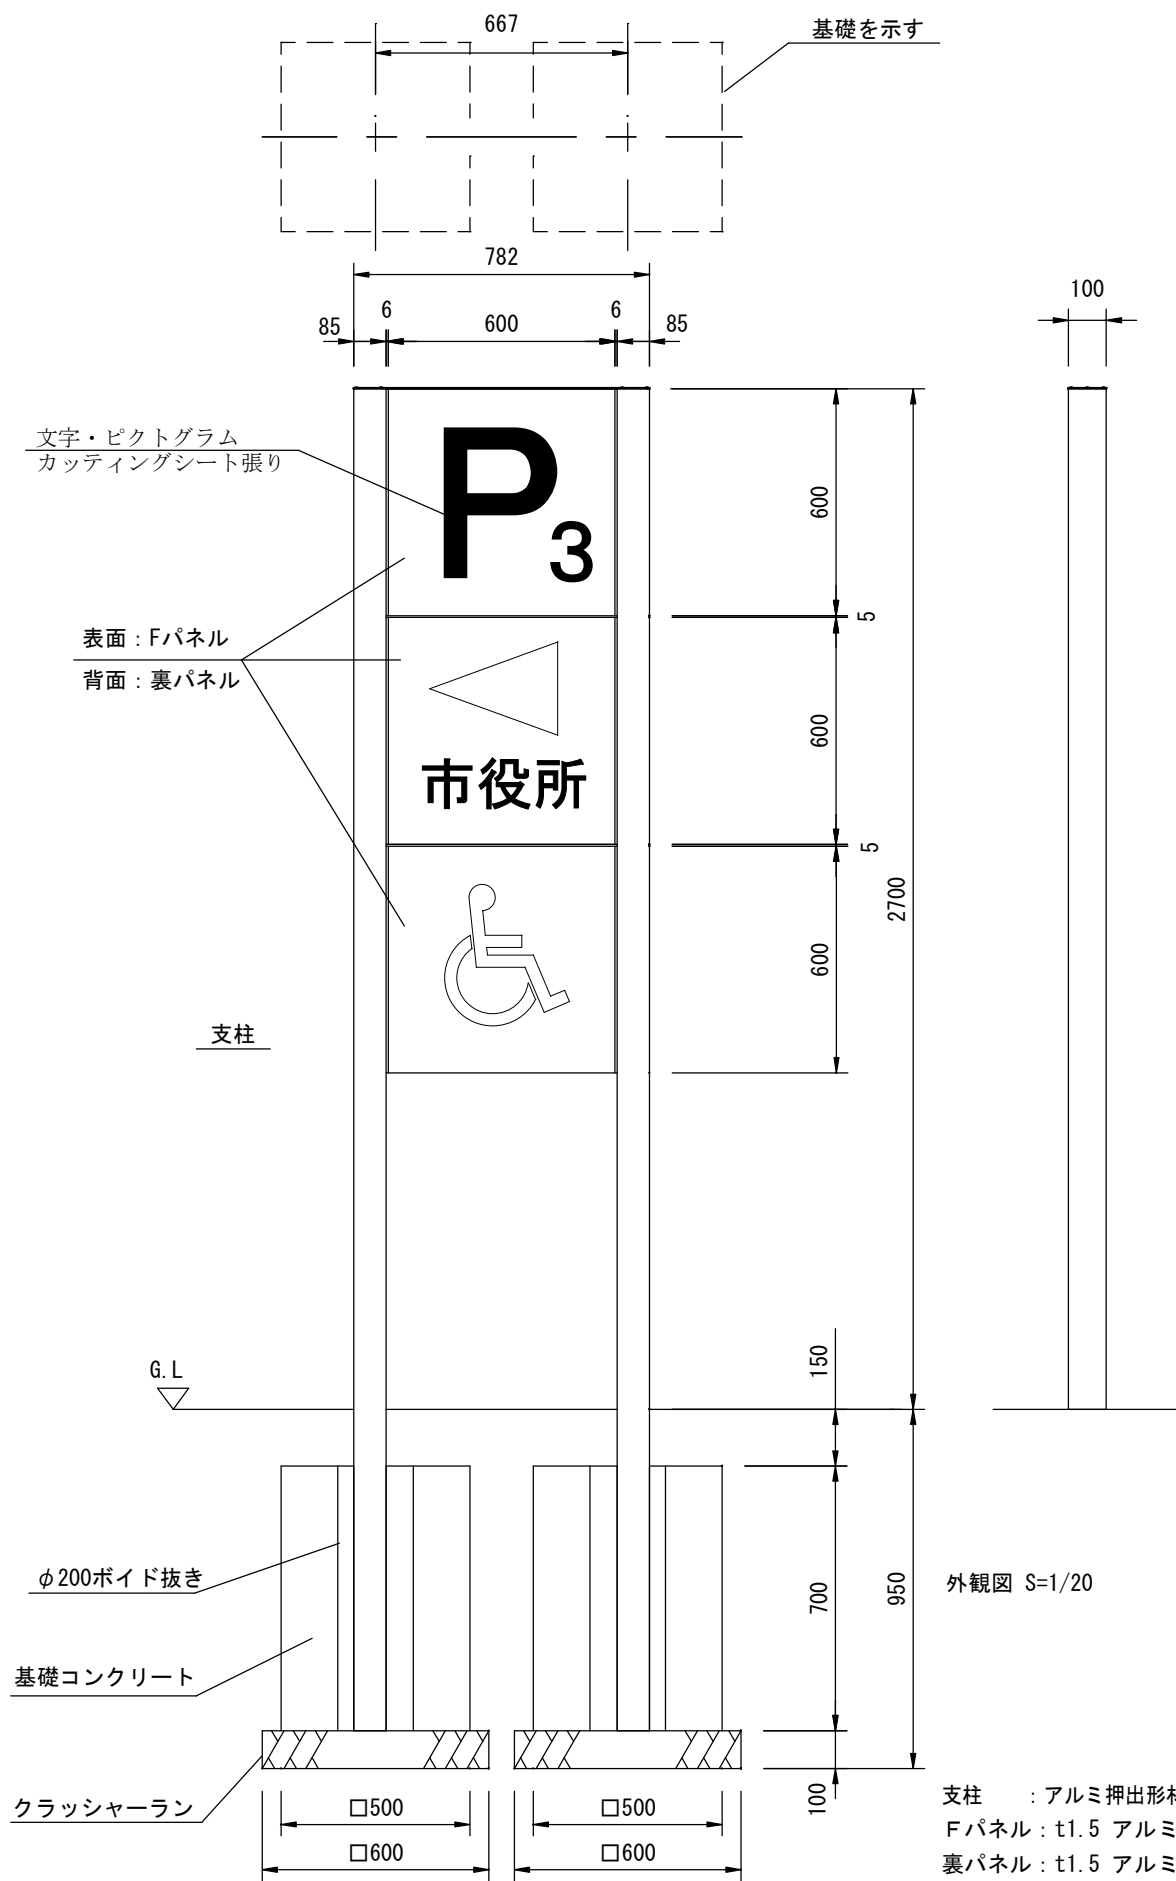 667
基礎を示す
782
100
6
6
85
600
85
文字・ピクトグラム
カッティングシート張り
P3
600
5
表面：Fパネル
背面：裏パネル
600
市役所
5
2700
600
支柱
150
G.L
φ200ボイド抜き
700
950
外観図 S=1/20
基礎コンクリート
クラッシャーラン
□500
□500
100
□600
□600
支柱　　：アルミ押出形材
Fパネル：t1.5 アルミ
裏パネル：t1.5 アルミ